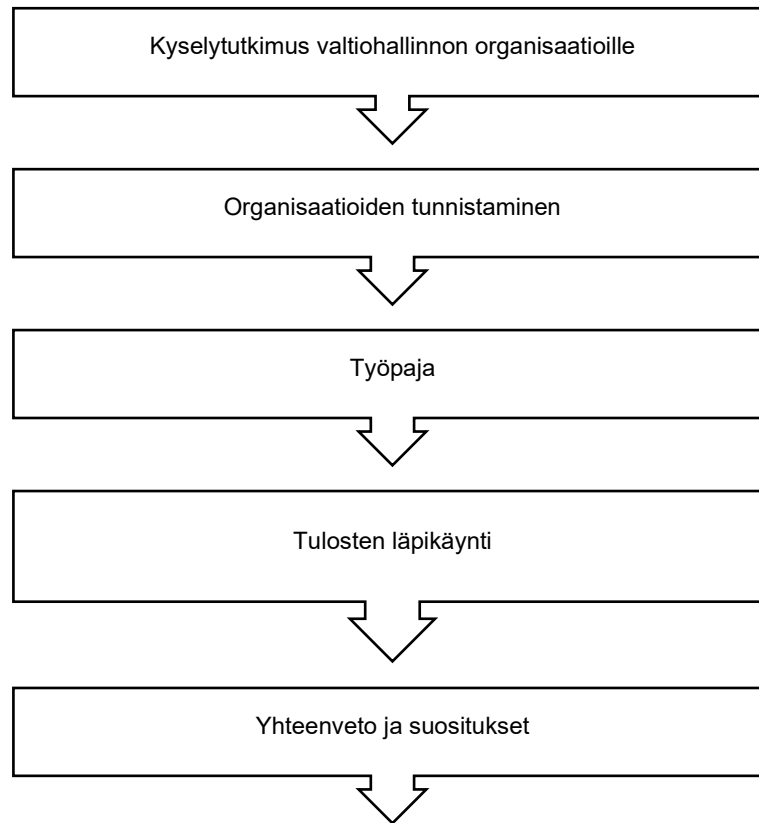 Kyselytutkimus valtiohallinnon organisaatioille
Organisaatioiden tunnistaminen
Työpaja
Tulosten läpikäynti
Yhteenveto ja suositukset